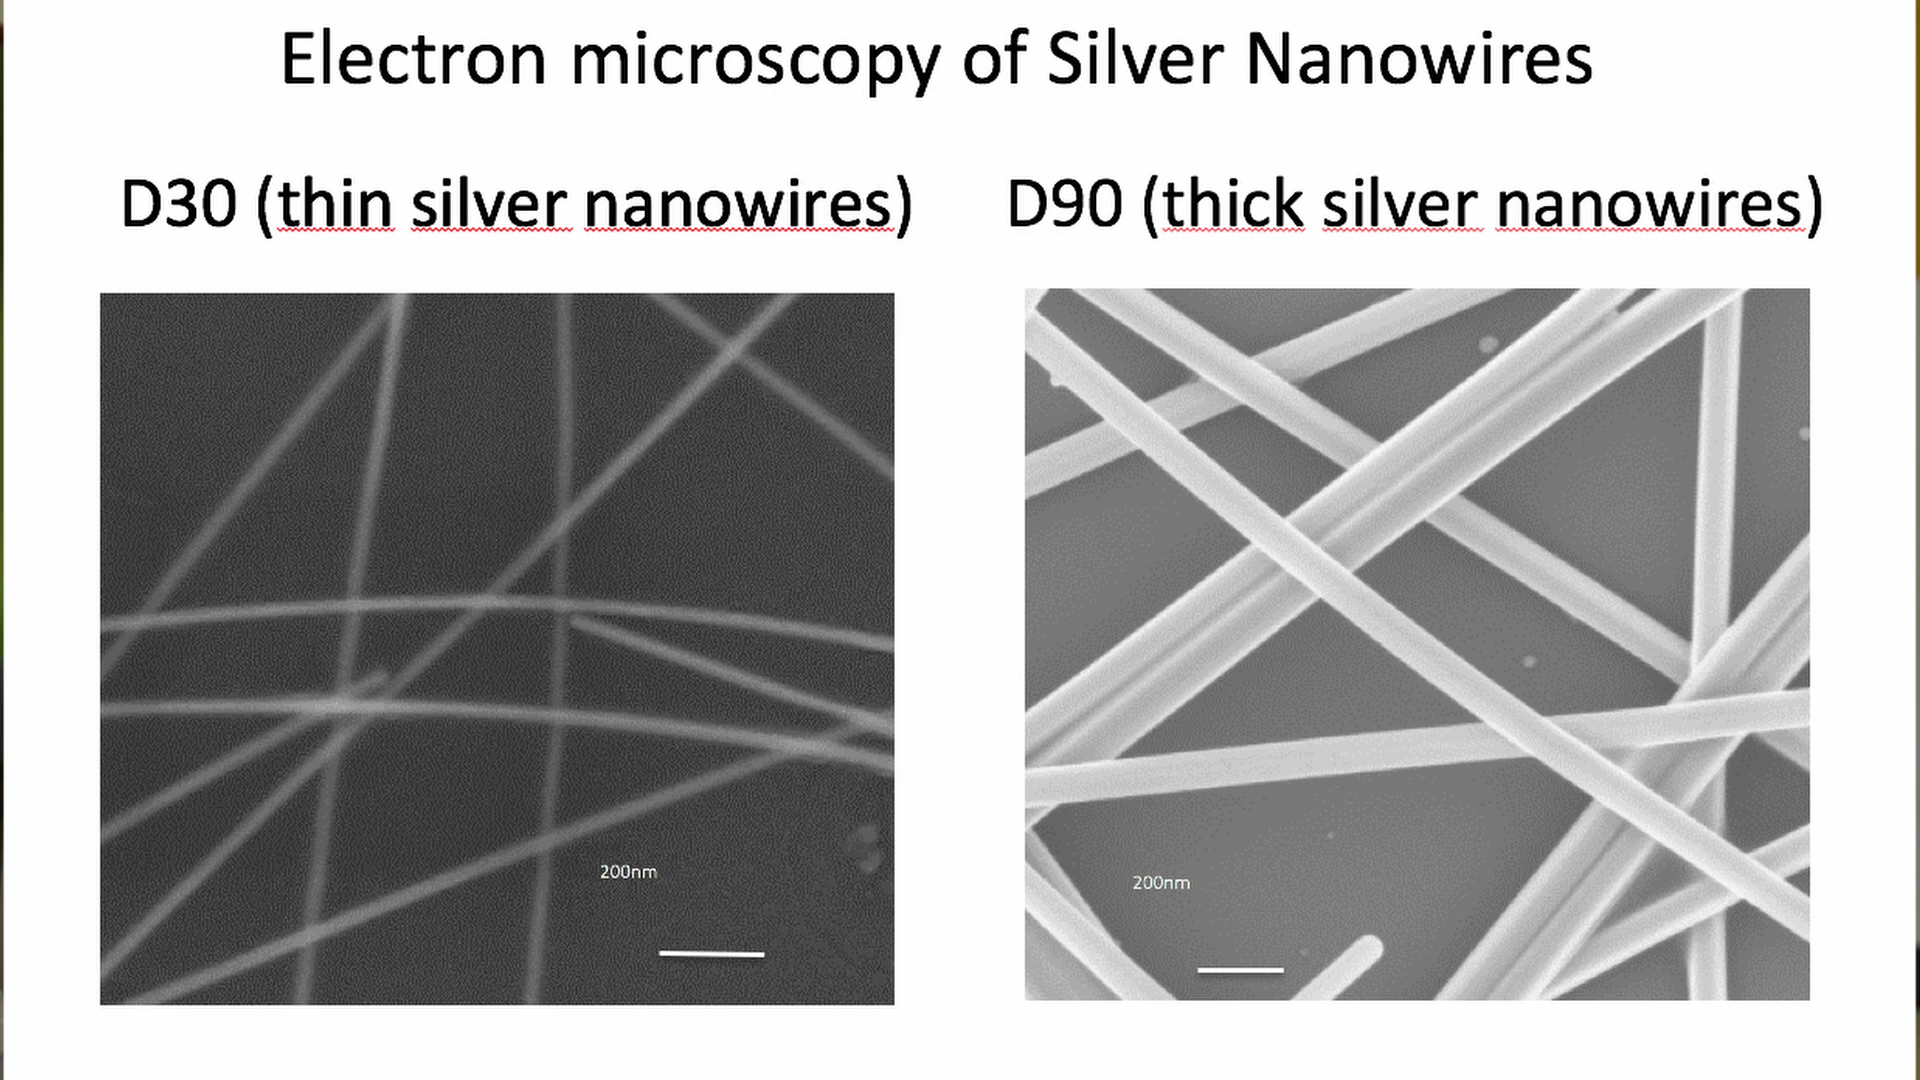 Electron microscopy of Silver Nanowires
D30 (thin silver nanowires)
D90 (thick silver nanowires)
200nm
200nm